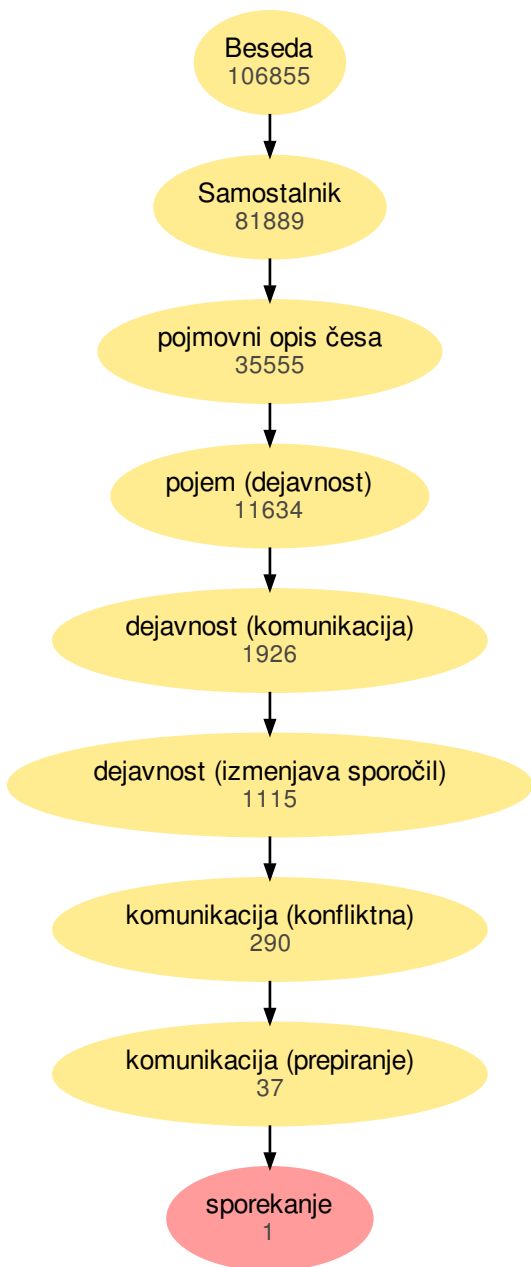 Beseda
106855
Samostalnik
81889
pojmovni opis česa
35555
pojem (dejavnost)
11634
dejavnost (komunikacija)
1926
dejavnost (izmenjava sporočil)
1115
komunikacija (konfliktna)
290
komunikacija (prepiranje)
37
sporekanje
1